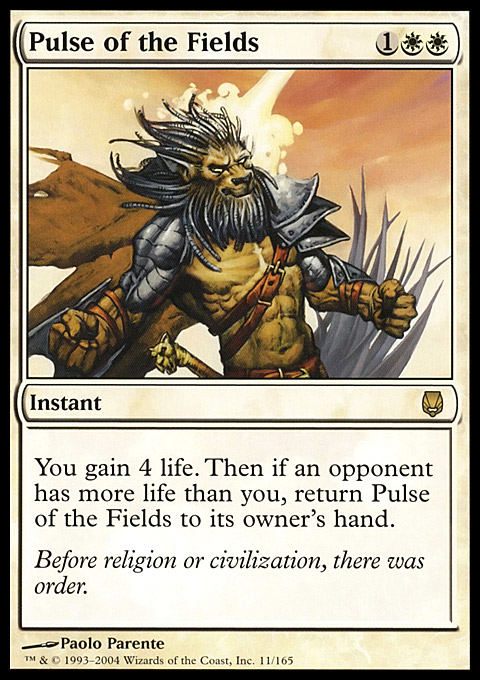 Pulse of the Fields 1
Instant
You gain 4 life. Then if an opponent
has more life than you, return Pulse
of the Fields to its owner's hand.
Before religion or civilization, there was
order.
Paolo Parente
™ & © 1993–2004 Wizards of the Coast, Inc. 11/165